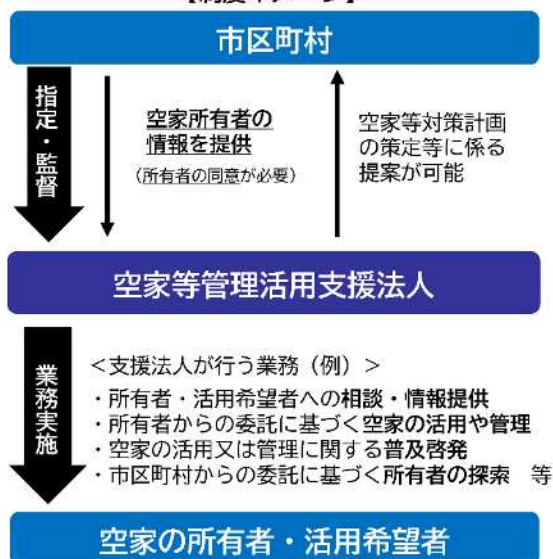 【制度イメージ】
市区町村
指定・監督
空家所有者の
情報を提供
（所有者の同意が必要）
空家等対策計画
の策定等に係る
提案が可能
空家等管理活用支援法人
業務実施
＜支援法人が行う業務（例）＞
・所有者・活用希望者への相談・情報提供
・所有者からの委託に基づく空家の活用や管理
・空家の活用又は管理に関する普及啓発
・市区町村からの委託に基づく所有者の探索　等
空家の所有者・活用希望者